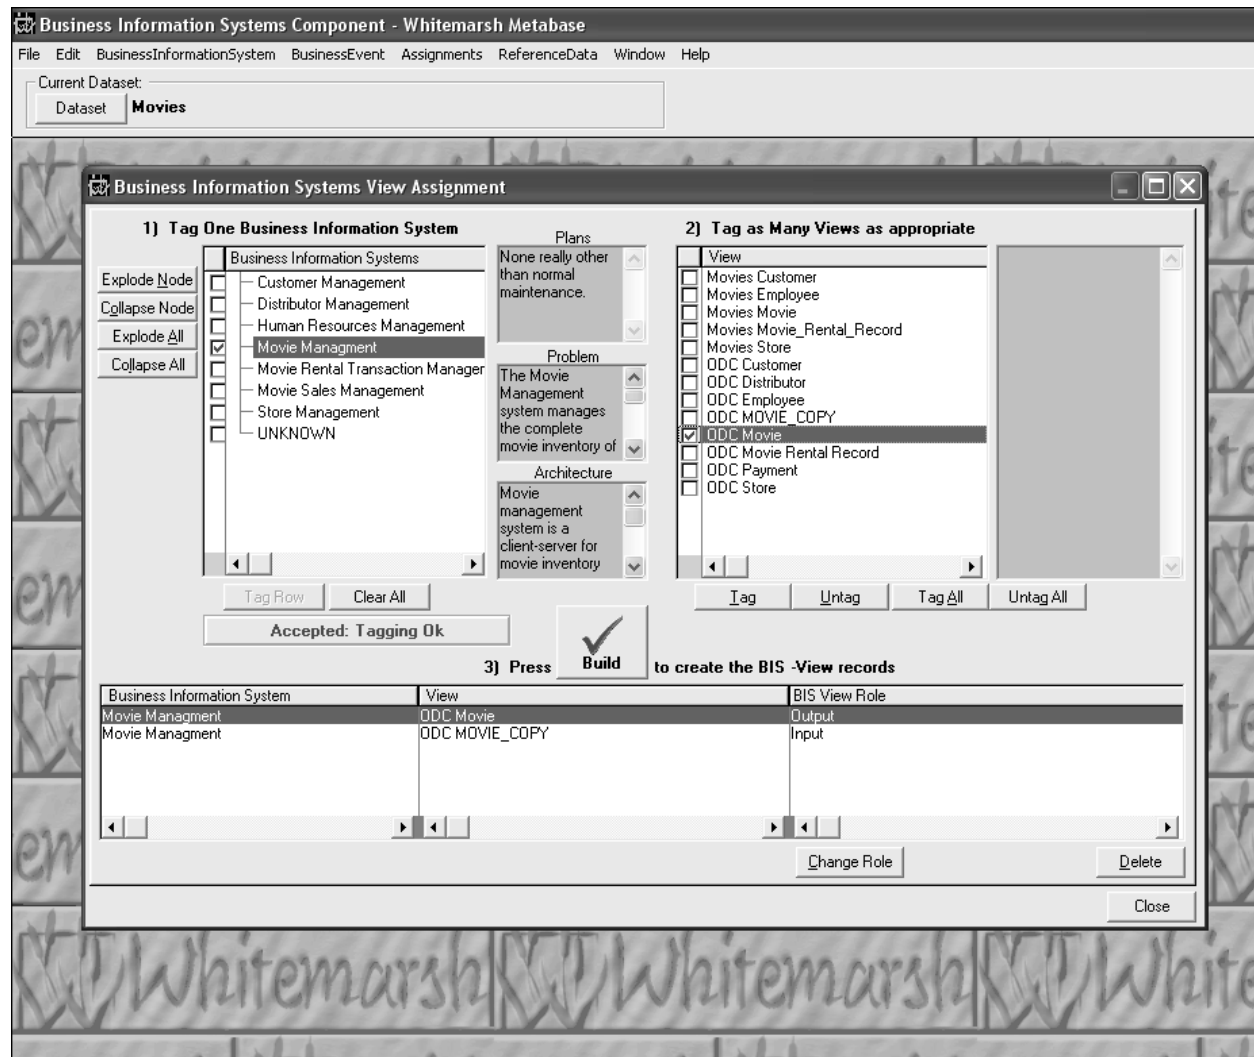 Business Information Systems Component - Whitemarsh Metabase
File Edit BusinessInformationSystem BusinessEvent Assignments ReferenceData Window Help
Current Dataset:
Dataset Movies
Business Information Systems View Assignment
1) Tag One Business Information System
Explode Node
Collapse Node
Explode All
Collapse All
Business Information Systems
Customer Management
Distributor Management
Human Resources Management
Movie Managment
Movie Rental Transaction Manager
Movie Sales Management
Store Management
UNKNOWN
Tag Row Clear All
Accepted: Tagging Ok
Plans
None really other
than normal
maintenance.
Problem
The Movie
Management
system manages
the complete
movie inventory of
Architecture
Movie
management
system is a
client-server for
movie inventory
2) Tag as Many Views as appropriate
View
Movies Customer
Movies Employee
Movies Movie
Movies Movie_Rental_Record
Movies Store
ODC Customer
ODC Distributor
ODC Employee
ODC MOVIE_COPY
ODC Movie
ODC Movie Rental Record
ODC Payment
ODC Store
Tag Untag Tag All Untag All
3) Press Build to create the BIS -View records
Business Information System View BIS View Role
Movie Managment ODC Movie Output
Movie Managment ODC MOVIE_COPY Input
Change Role Delete
Close
Whitemarsh Whitemarsh White